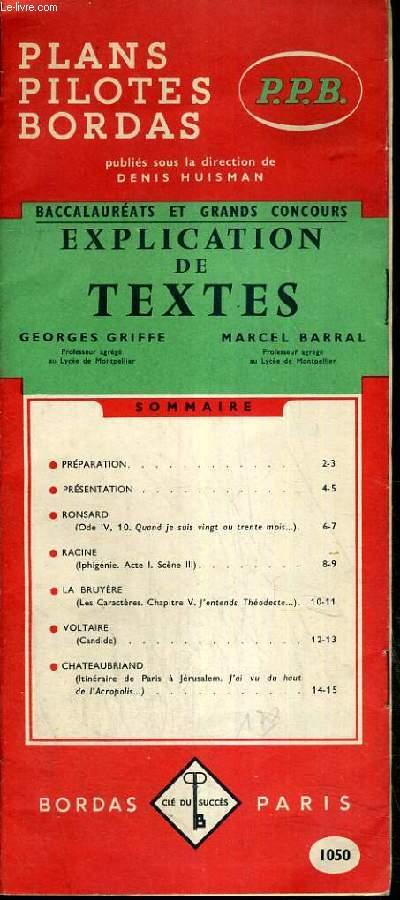 Le-livre.com
PLANS
PILOTES
BORDAS
P.P.B.
publiés sous la direction de
DENIS HUISMAN
BACCALAURÉATS ET GRANDS CONCOURS
EXPLICATION
DE
TEXTES
GEORGES GRIFFE MARCEL BARRAL
Professeur agrégé Professeur agrégé
au Lycée de Montpellier au Lycée de Montpellier
SOMMAIRE
PRÉPARATION. . . . . . . . . . . . 2-3
PRÉSENTATION . . . . . . . . . . . 4-5
RONSARD
(Ode V, 10. Quand je suis vingt ou trente mois...). 6-7
RACINE
(Iphigénie. Acte I. Scène II) . . . . . . . . 8-9
LA BRUYÈRE
(Les Caractères. Chapitre V. J'entends Théodecte...). 10-11
VOLTAIRE
(Candide) . . . . . . . . . . . . 12-13
CHATEAUBRIAND
(Itinéraire de Paris à Jérusalem. J'ai vu du haut
de l'Acropolis...) . . . . . . . . . . 14-15
BORDAS CLÉ DU SUCCÈS PARIS
B
1050